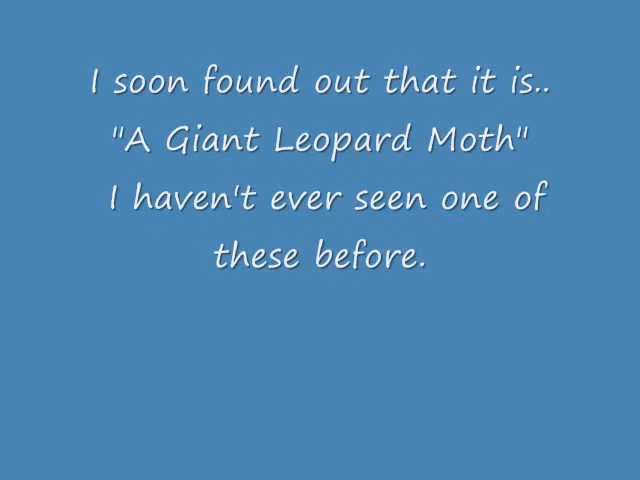 I soon found out that it is..
"A Giant Leopard Moth"
I haven't ever seen one of
these before.